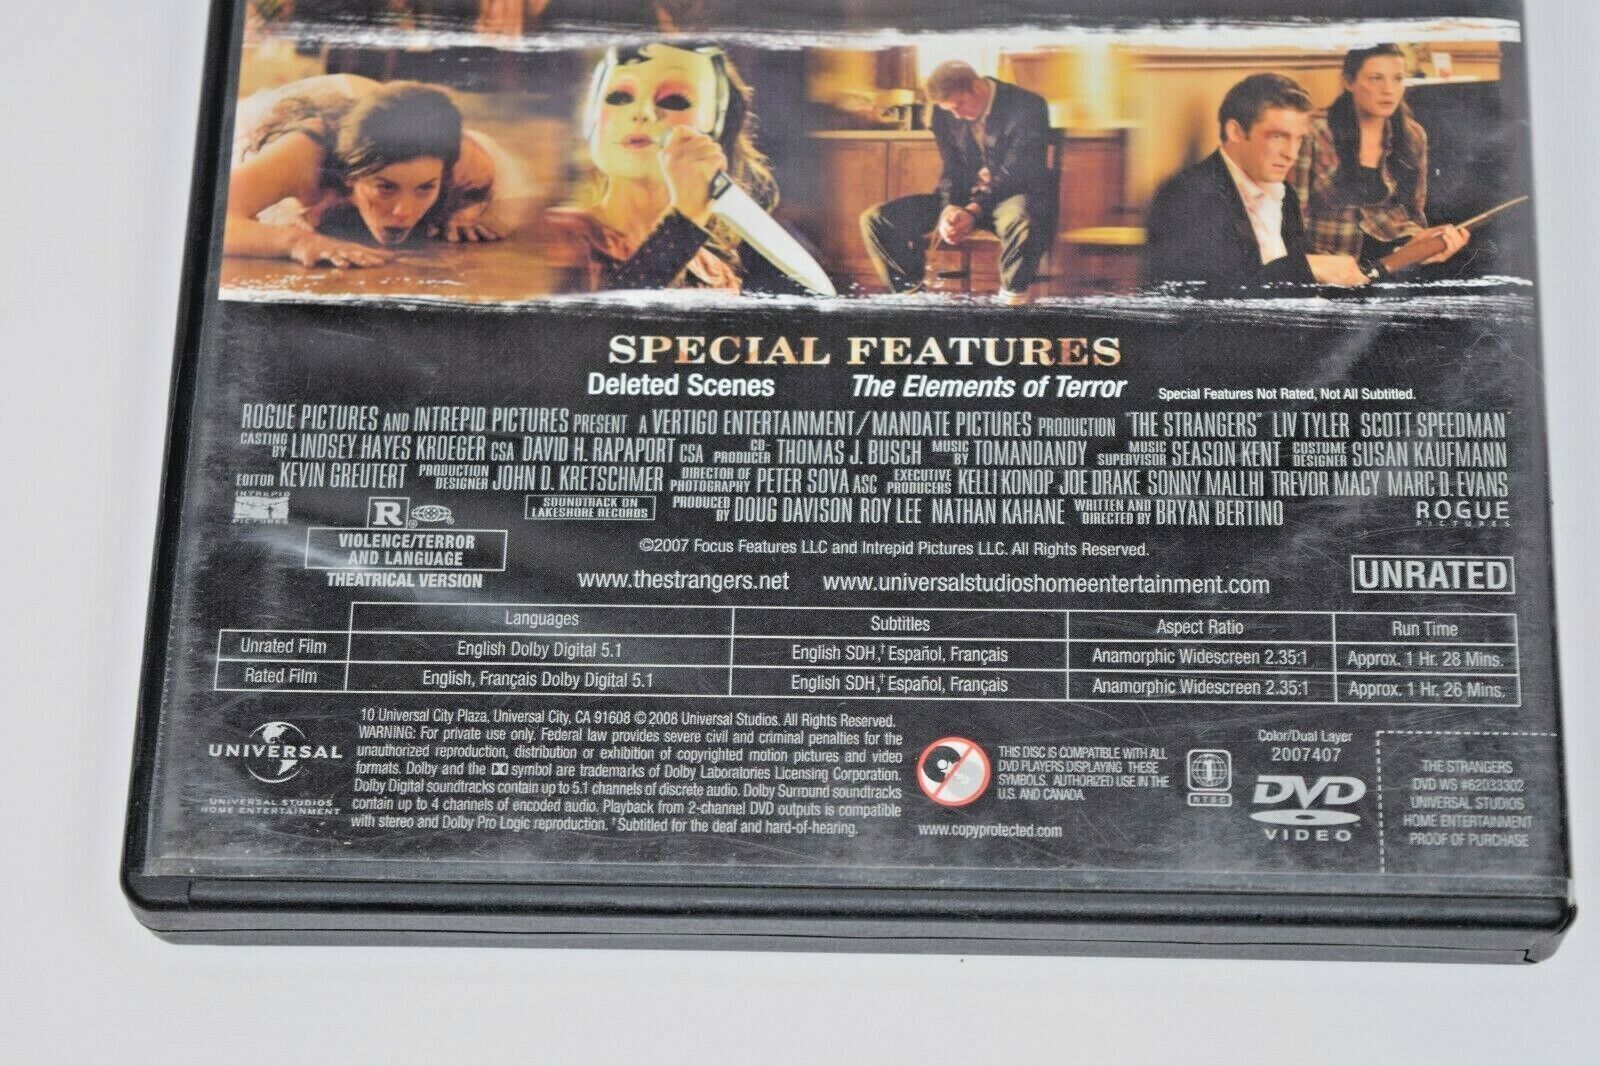 SPECIAL FEATURES
Deleted Scenes The Elements of Terror Special Features Not Rated, Not All Subtitled.
ROGUE PICTURES AND INTREPID PICTURES PRESENT A VERTIGO ENTERTAINMENT/MANDATE PICTURES PRODUCTION "THE STRANGERS" LIV TYLER SCOTT SPEEDMAN
CASTING BY LINDSEY HAYES KROEGER CSA DAVID H. RAPAPORT CSA CO-PRODUCER THOMAS J. BUSCH MUSIC BY TOMANDANDY MUSIC SUPERVISOR SEASON KENT COSTUME DESIGNER SUSAN KAUFMANN
EDITOR KEVIN GREUTERT PRODUCTION DESIGNER JOHN D. KRETSCHMER DIRECTOR OF PHOTOGRAPHY PETER SOVA ASC EXECUTIVE PRODUCERS KELLI KONOP JOE DRAKE SONNY MALLHI TREVOR MACY MARC D. EVANS
INTREPID PICTURES
R
SOUNDTRACK ON LAKESHORE RECORDS
PRODUCED BY DOUG DAVISON ROY LEE NATHAN KAHANE WRITTEN AND DIRECTED BY BRYAN BERTINO
ROGUE
PICTURES
VIOLENCE/TERROR
AND LANGUAGE
THEATRICAL VERSION
©2007 Focus Features LLC and Intrepid Pictures LLC. All Rights Reserved.
www.thestrangers.net www.universalstudioshomeentertainment.com
UNRATED
Languages Subtitles Aspect Ratio Run Time
Unrated Film English Dolby Digital 5.1 English SDH,† Español, Français Anamorphic Widescreen 2.35:1 Approx. 1 Hr. 28 Mins.
Rated Film English, Français Dolby Digital 5.1 English SDH,† Español, Français Anamorphic Widescreen 2.35:1 Approx. 1 Hr. 26 Mins.
UNIVERSAL
UNIVERSAL STUDIOS
HOME ENTERTAINMENT
10 Universal City Plaza, Universal City, CA 91608 © 2008 Universal Studios. All Rights Reserved.
WARNING: For private use only. Federal law provides severe civil and criminal penalties for the
unauthorized reproduction, distribution or exhibition of copyrighted motion pictures and video
formats. Dolby and the DD symbol are trademarks of Dolby Laboratories Licensing Corporation.
Dolby Digital soundtracks contain up to 5.1 channels of discrete audio. Dolby Surround soundtracks
contain up to 4 channels of encoded audio. Playback from 2-channel DVD outputs is compatible
with stereo and Dolby Pro Logic reproduction. †Subtitled for the deaf and hard-of-hearing.
www.copyprotected.com
THIS DISC IS COMPATIBLE WITH ALL
DVD PLAYERS DISPLAYING THESE
SYMBOLS. AUTHORIZED USE IN THE
U.S. AND CANADA.
1
NTSC
Color/Dual Layer
2007407
DVD
VIDEO
THE STRANGERS
DVD WS #62033302
UNIVERSAL STUDIOS
HOME ENTERTAINMENT
PROOF OF PURCHASE